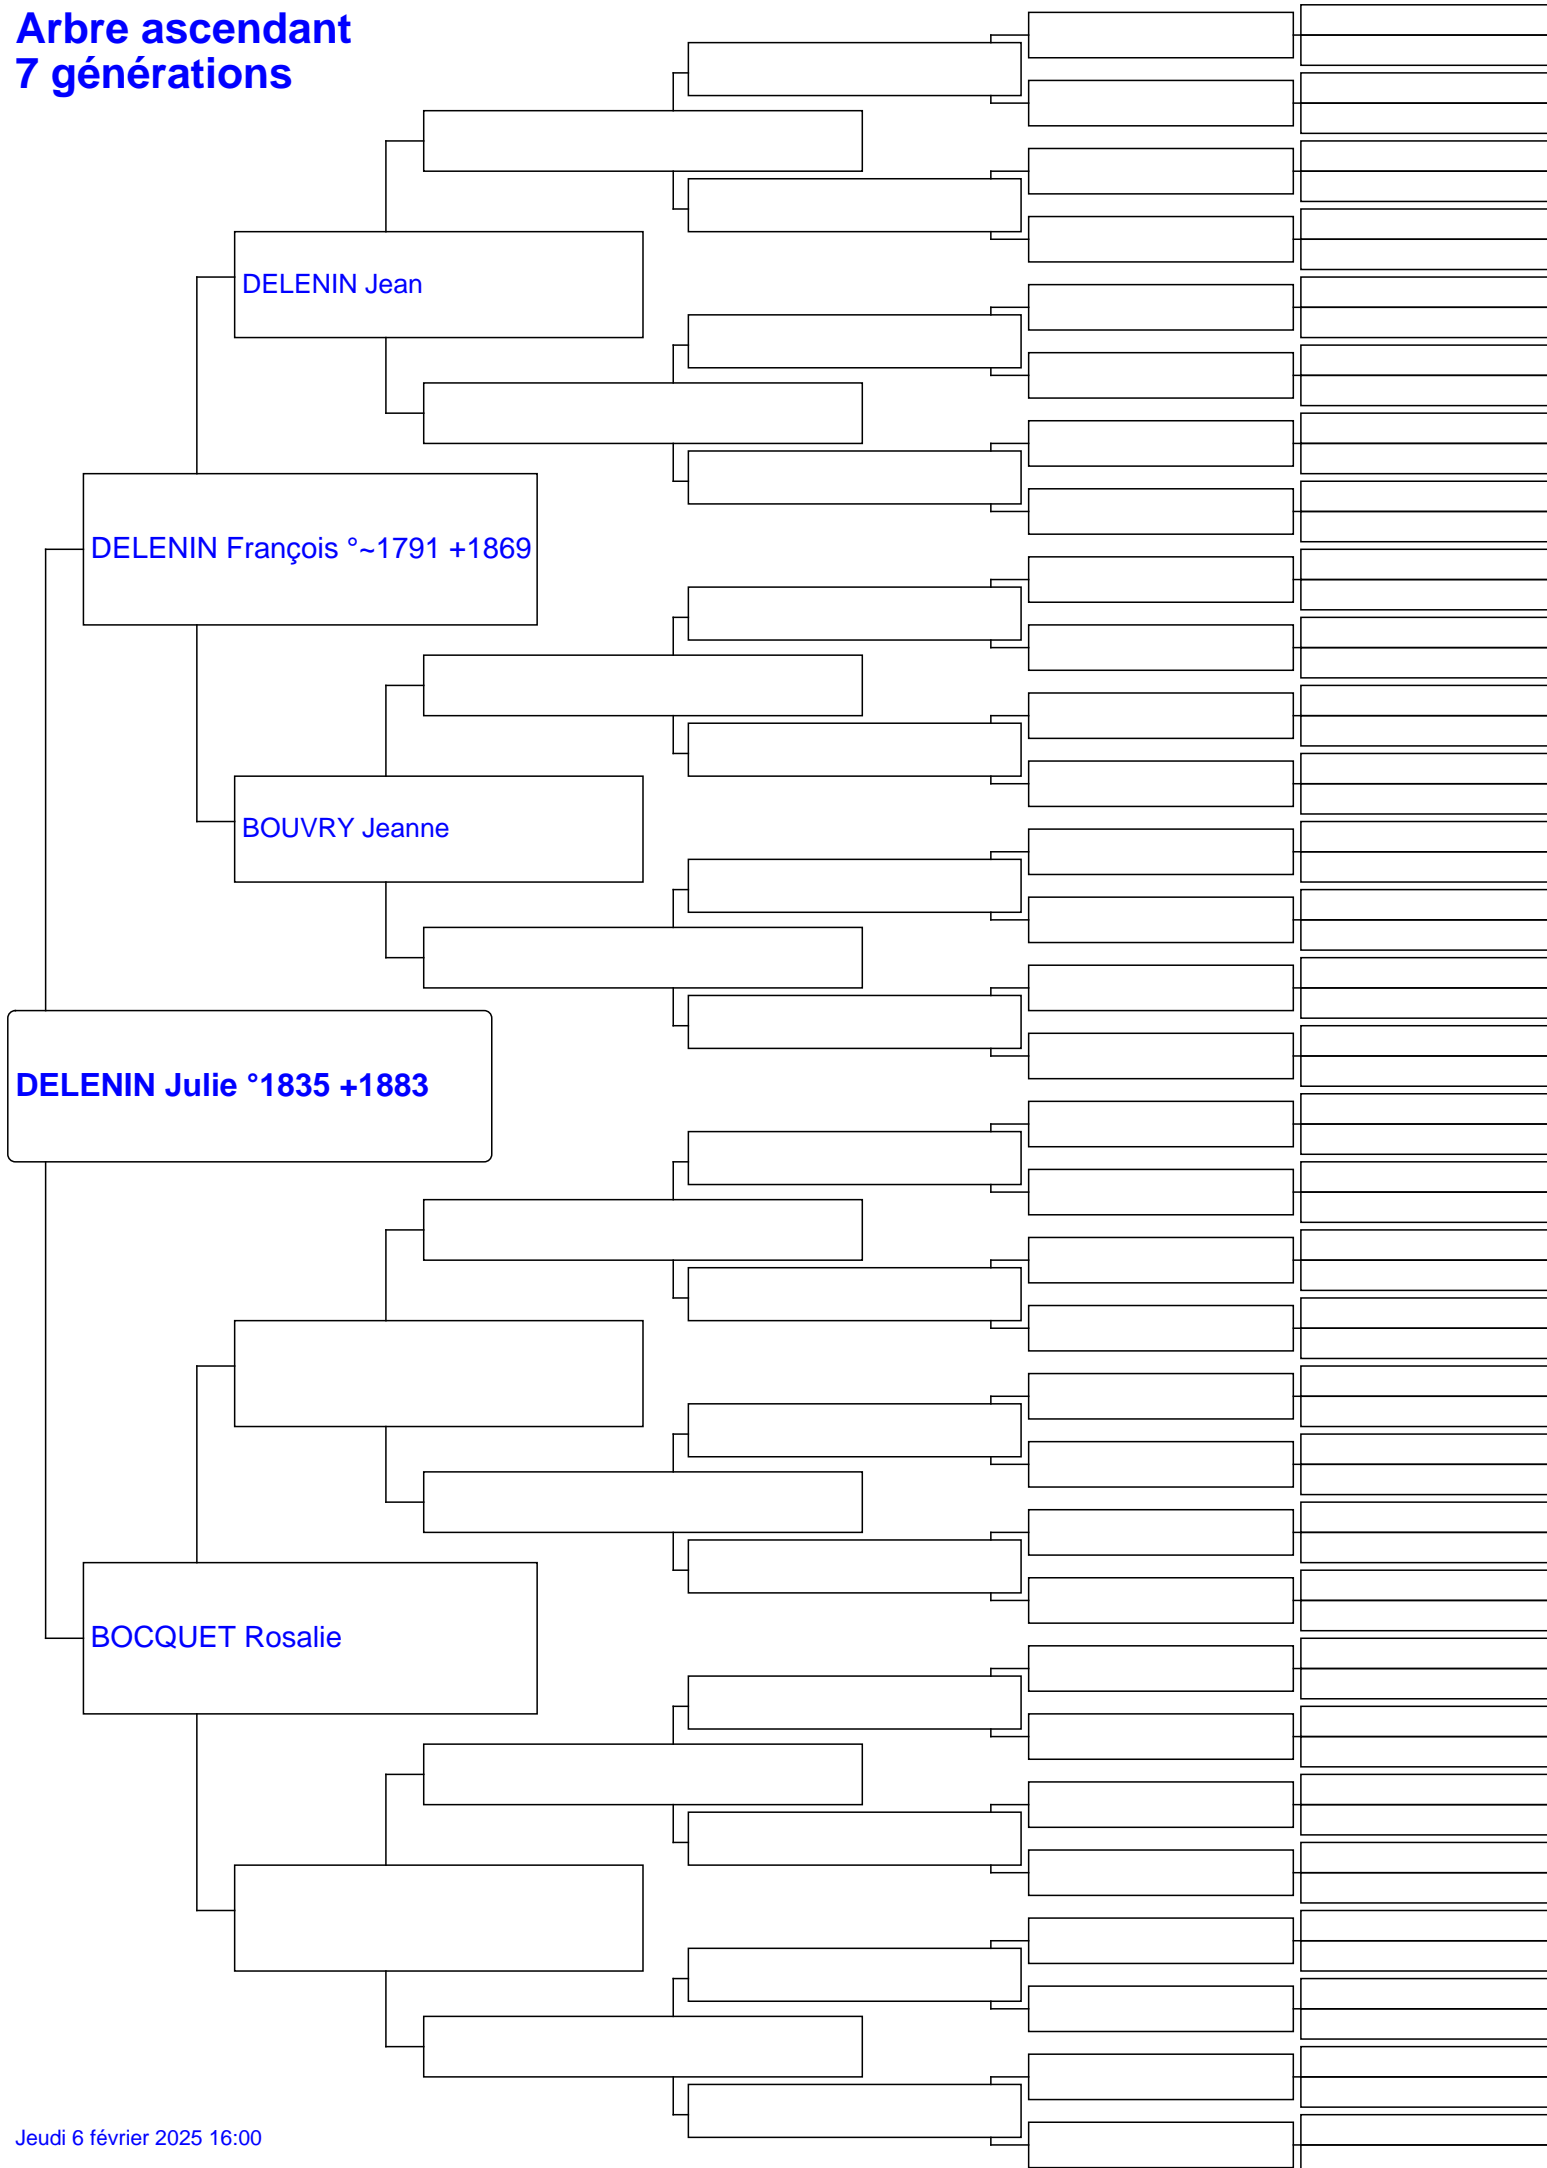 Arbre ascendant
7 générations
DELENIN Jean
DELENIN François °~1791 +1869
BOUVRY Jeanne
DELENIN Julie °1835 +1883
BOCQUET Rosalie
Jeudi 6 février 2025 16:00